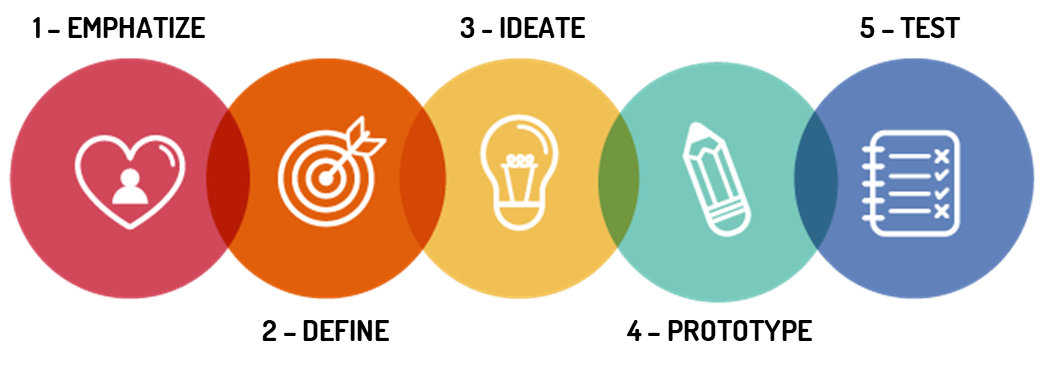 1 – EMPHATIZE
2 – DEFINE
3 - IDEATE
4 – PROTOTYPE
5 – TEST